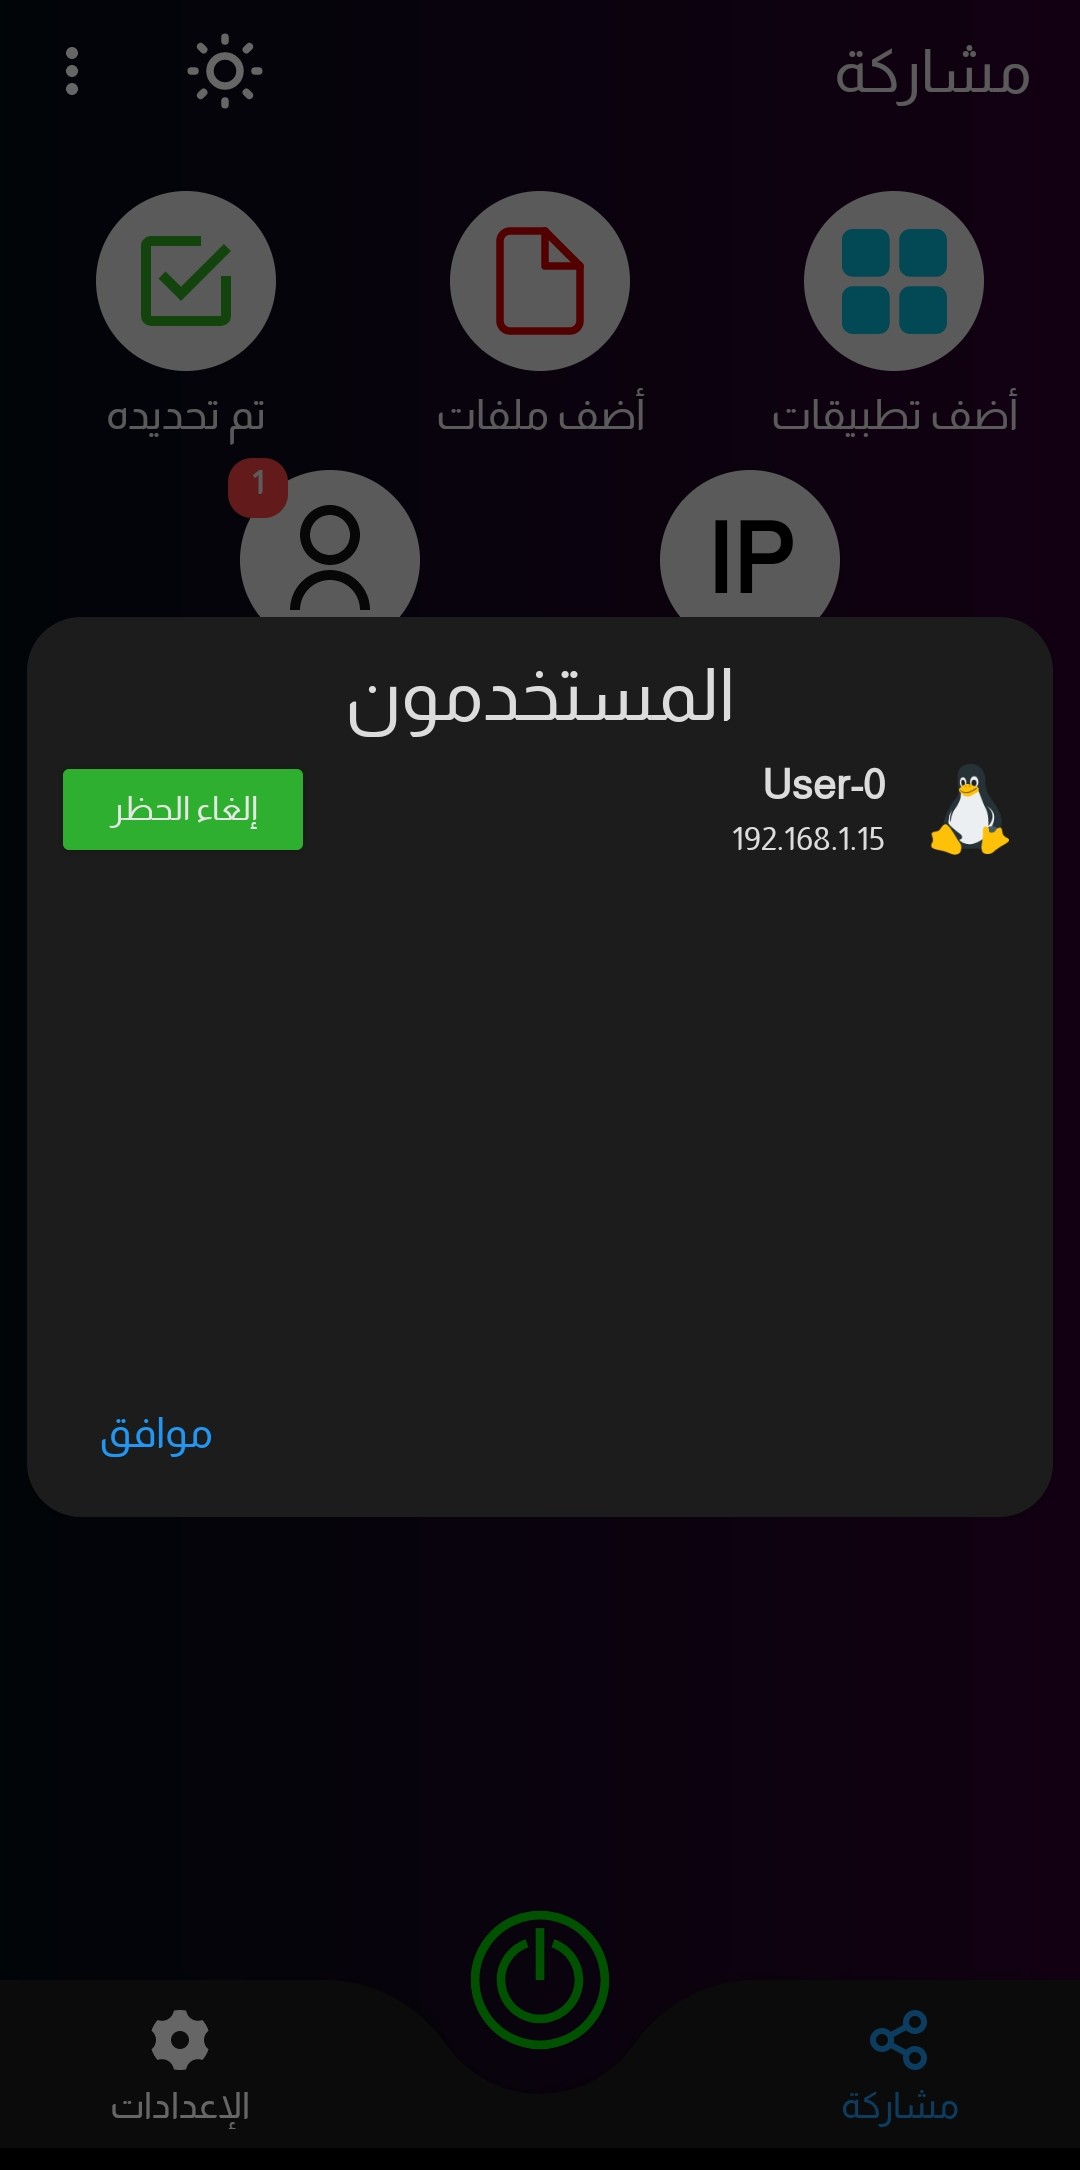 مشاركة
أضف تطبيقات
أضف ملفات
تم تحديده
IP
1
المستخدمون
User-0
192.168.1.15
إلغاء الحظر
موافق
مشاركة
الإعدادات